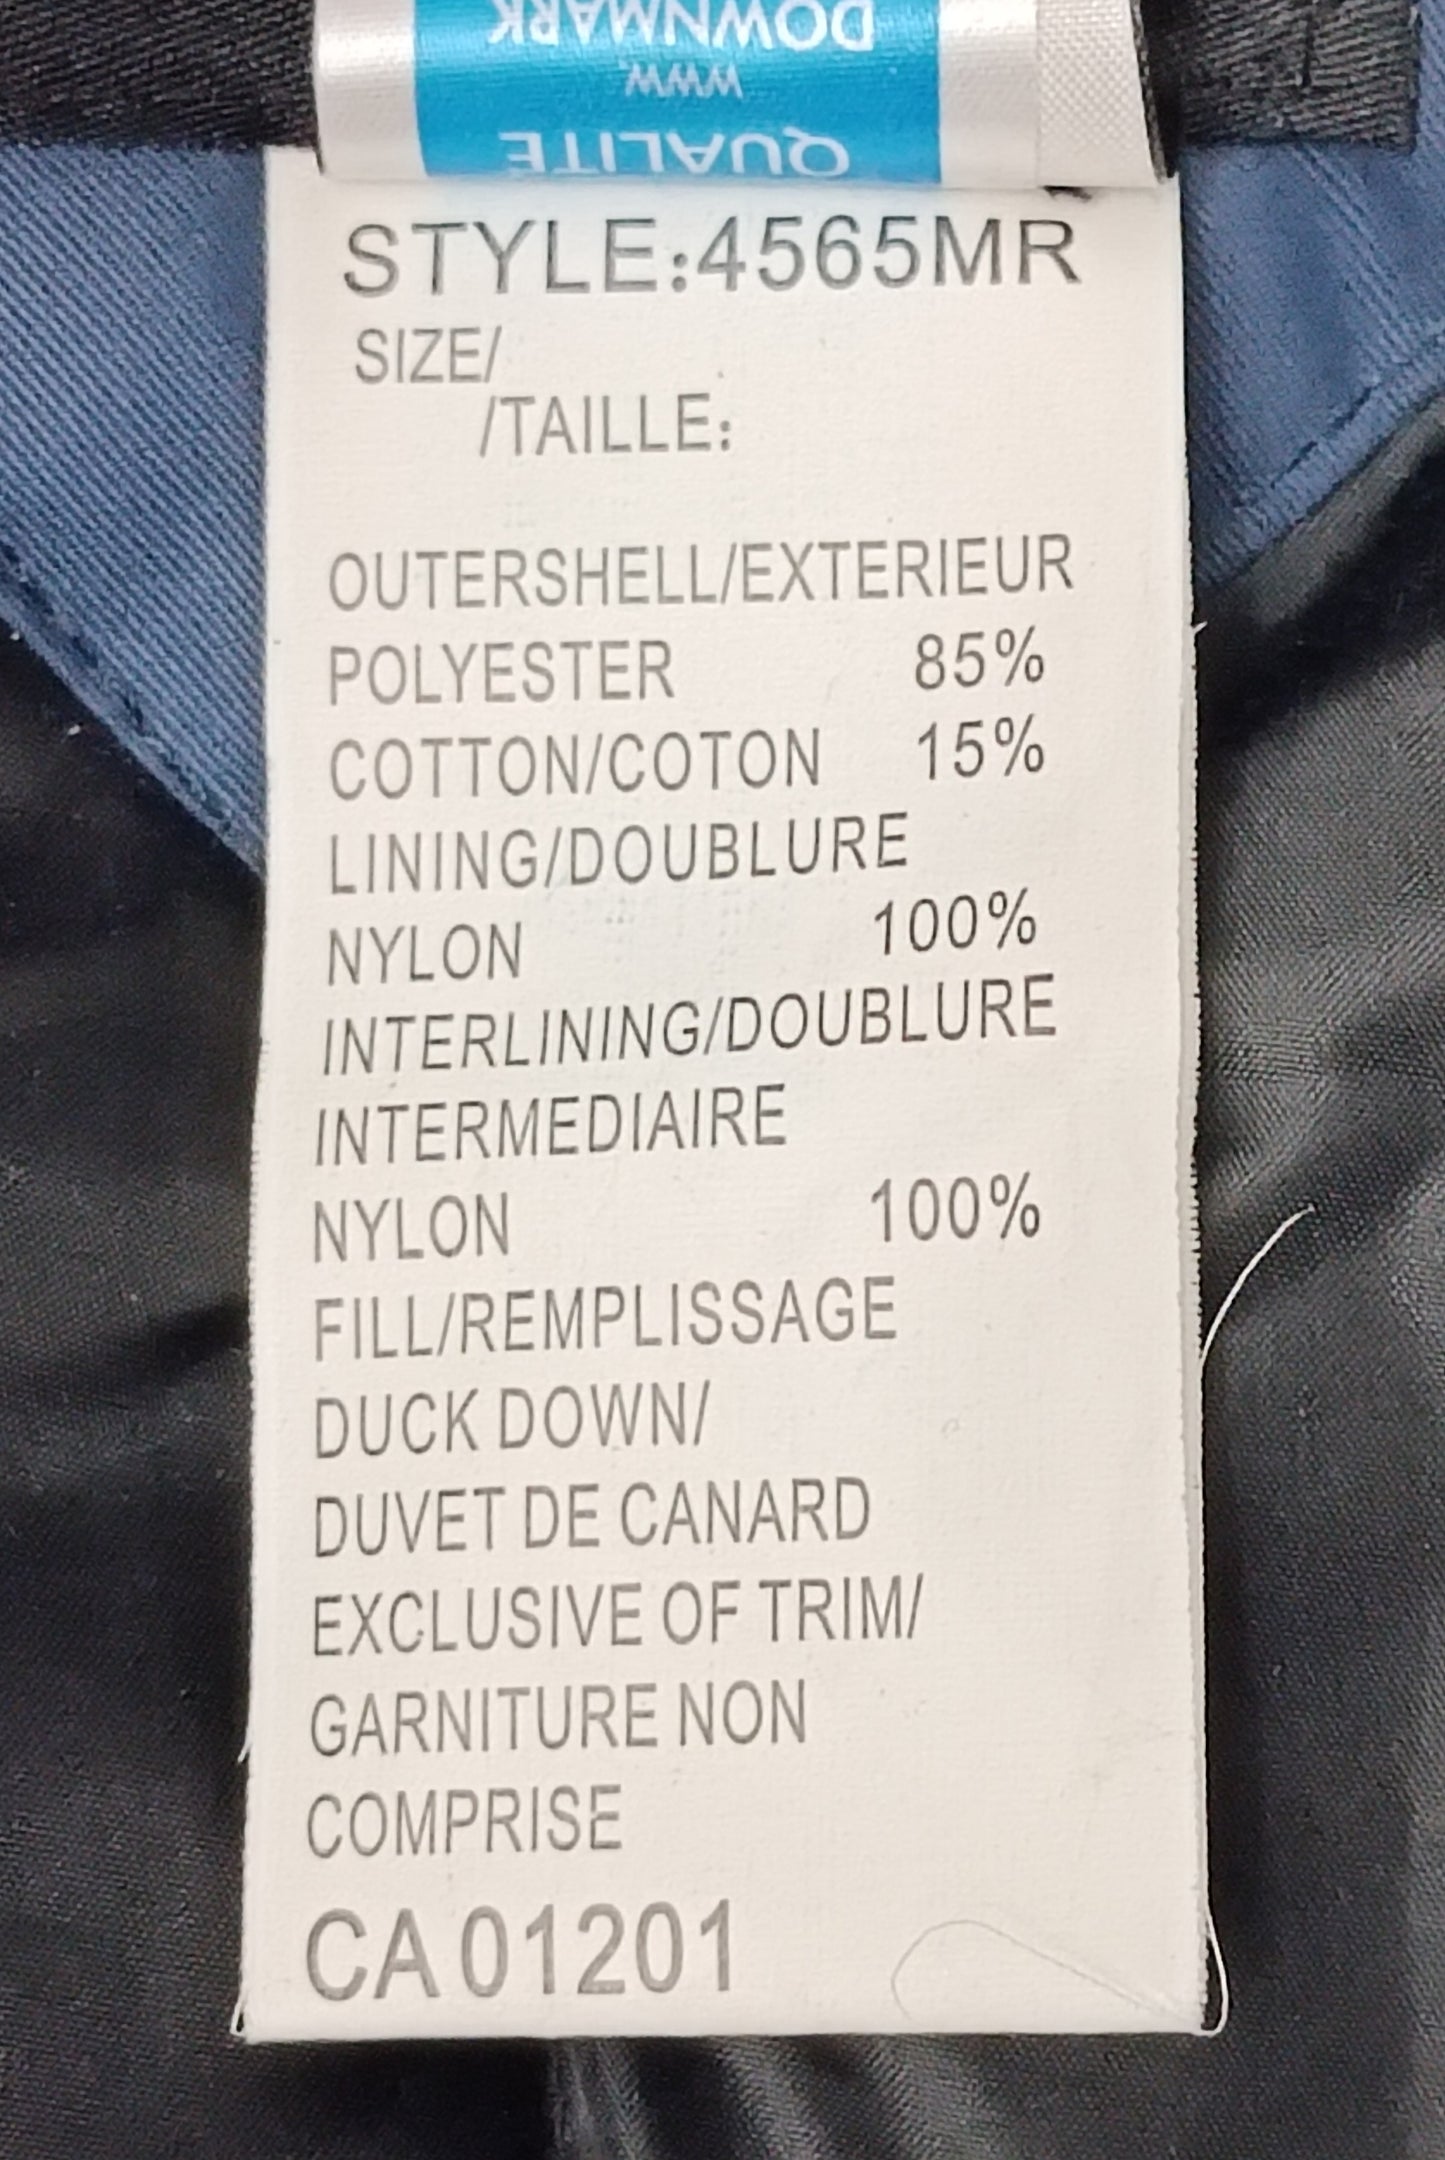 DOWNMARK
WWW.
QUALITÉ
STYLE:4565MR
SIZE/
/TAILLE:
OUTERSHELL/EXTERIEUR
POLYESTER 85%
COTTON/COTON 15%
LINING/DOUBLURE
NYLON 100%
INTERLINING/DOUBLURE
INTERMEDIAIRE
NYLON 100%
FILL/REMPLISSAGE
DUCK DOWN/
DUVET DE CANARD
EXCLUSIVE OF TRIM/
GARNITURE NON
COMPRISE
CA 01201